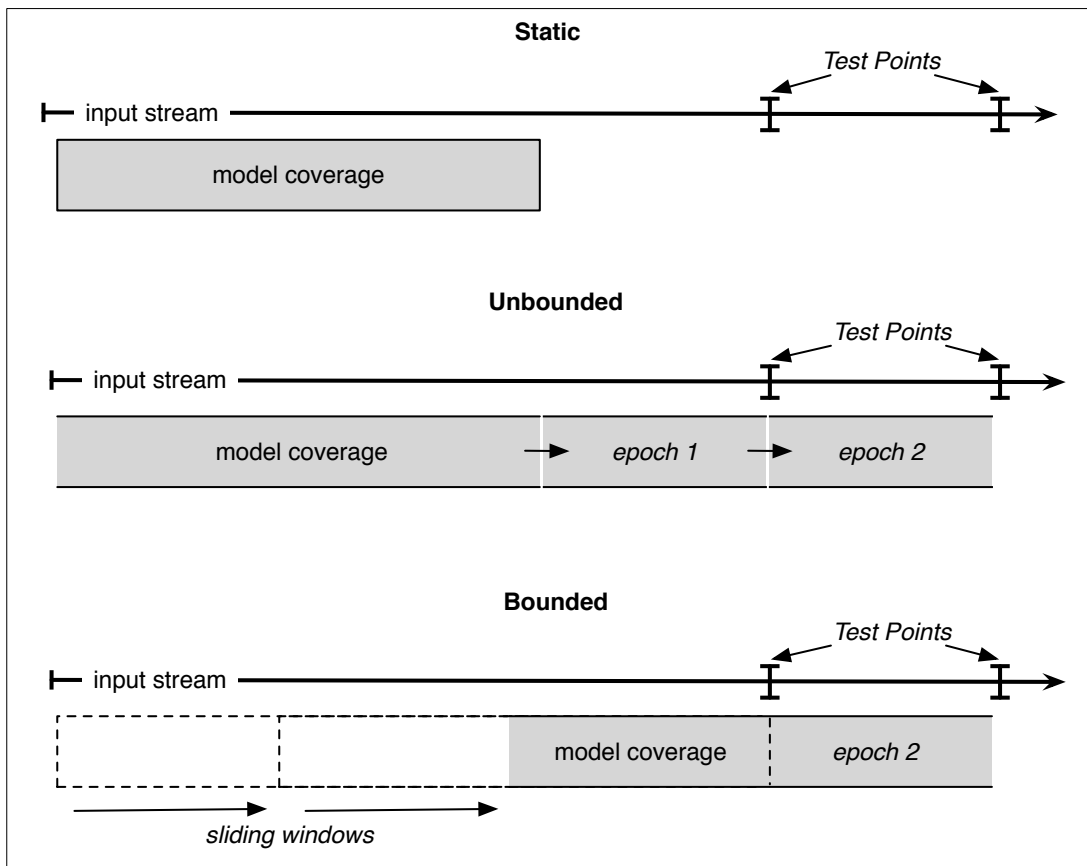 Static
Test Points
input stream
model coverage
Unbounded
Test Points
input stream
model coverage
epoch 1
epoch 2
Bounded
Test Points
input stream
model coverage
epoch 2
sliding windows